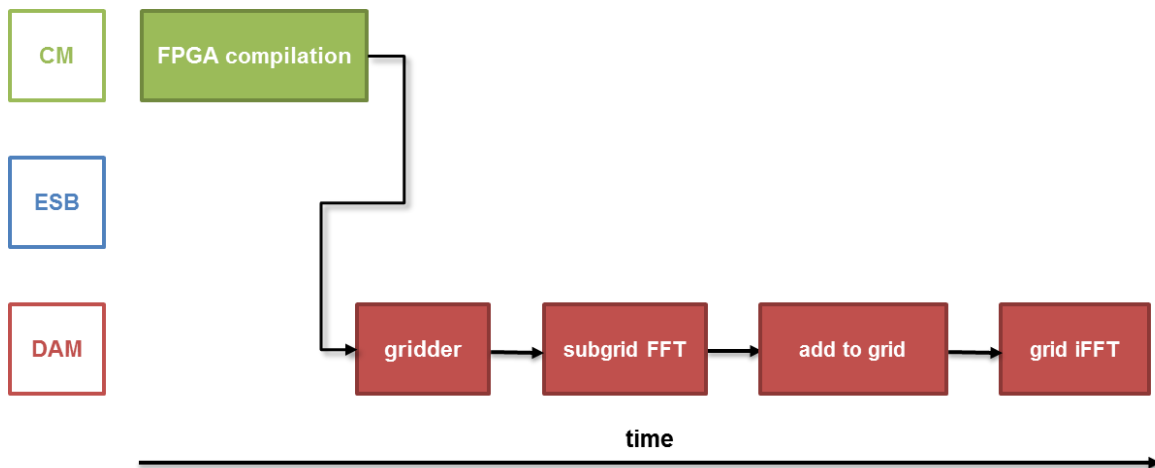 CM
FPGA compilation
ESB
DAM
gridder
subgrid FFT
add to grid
grid iFFT
time